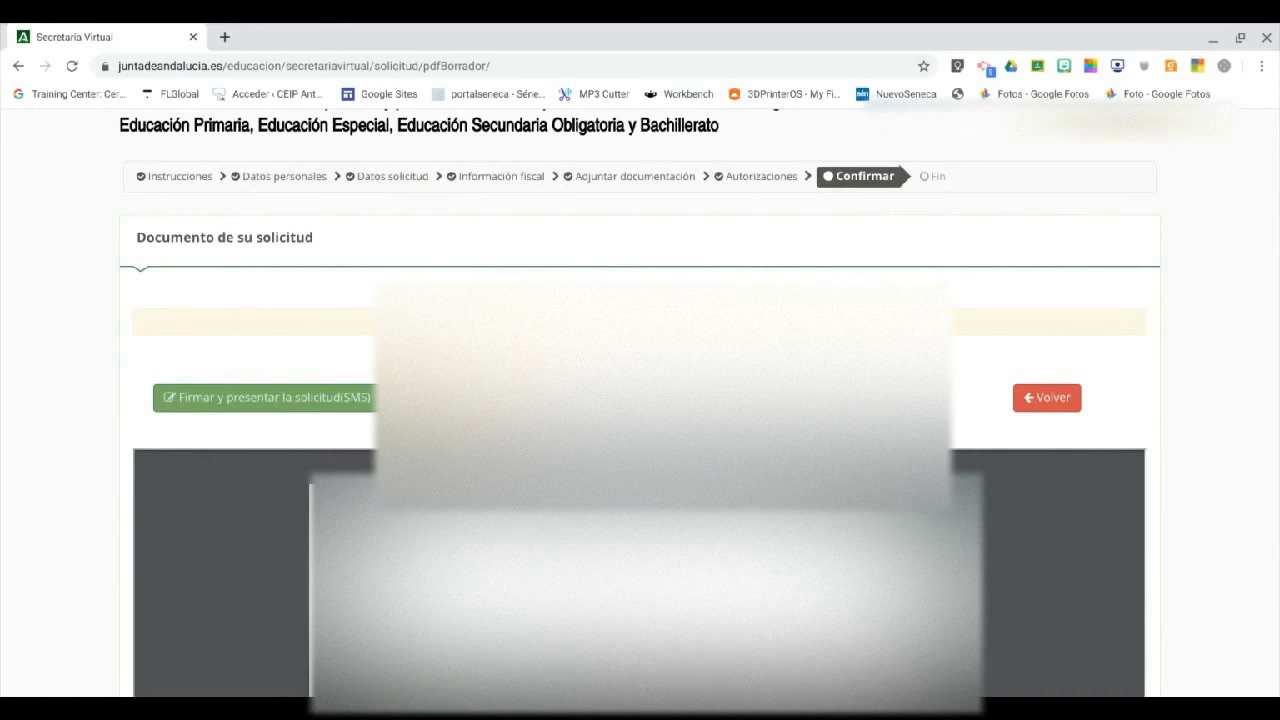 Secretaría Virtual
juntadeandalucia.es/educacion/secretariavirtual/solicitud/pdfBorrador/
Training Center: Cer... FLGlobal Acceder ‹ CEIP Ant... Google Sites portalseneca - Séne... MP3 Cutter Workbench 3DPrinterOS - My Fi... NuevoSeneca Fotos - Google Fotos Foto - Google Fotos
Educación Primaria, Educación Especial, Educación Secundaria Obligatoria y Bachillerato
Instrucciones Datos personales Datos solicitud Información fiscal Adjuntar documentación Autorizaciones Confirmar Fin
Documento de su solicitud
Firmar y presentar la solicitud(SMS) Volver